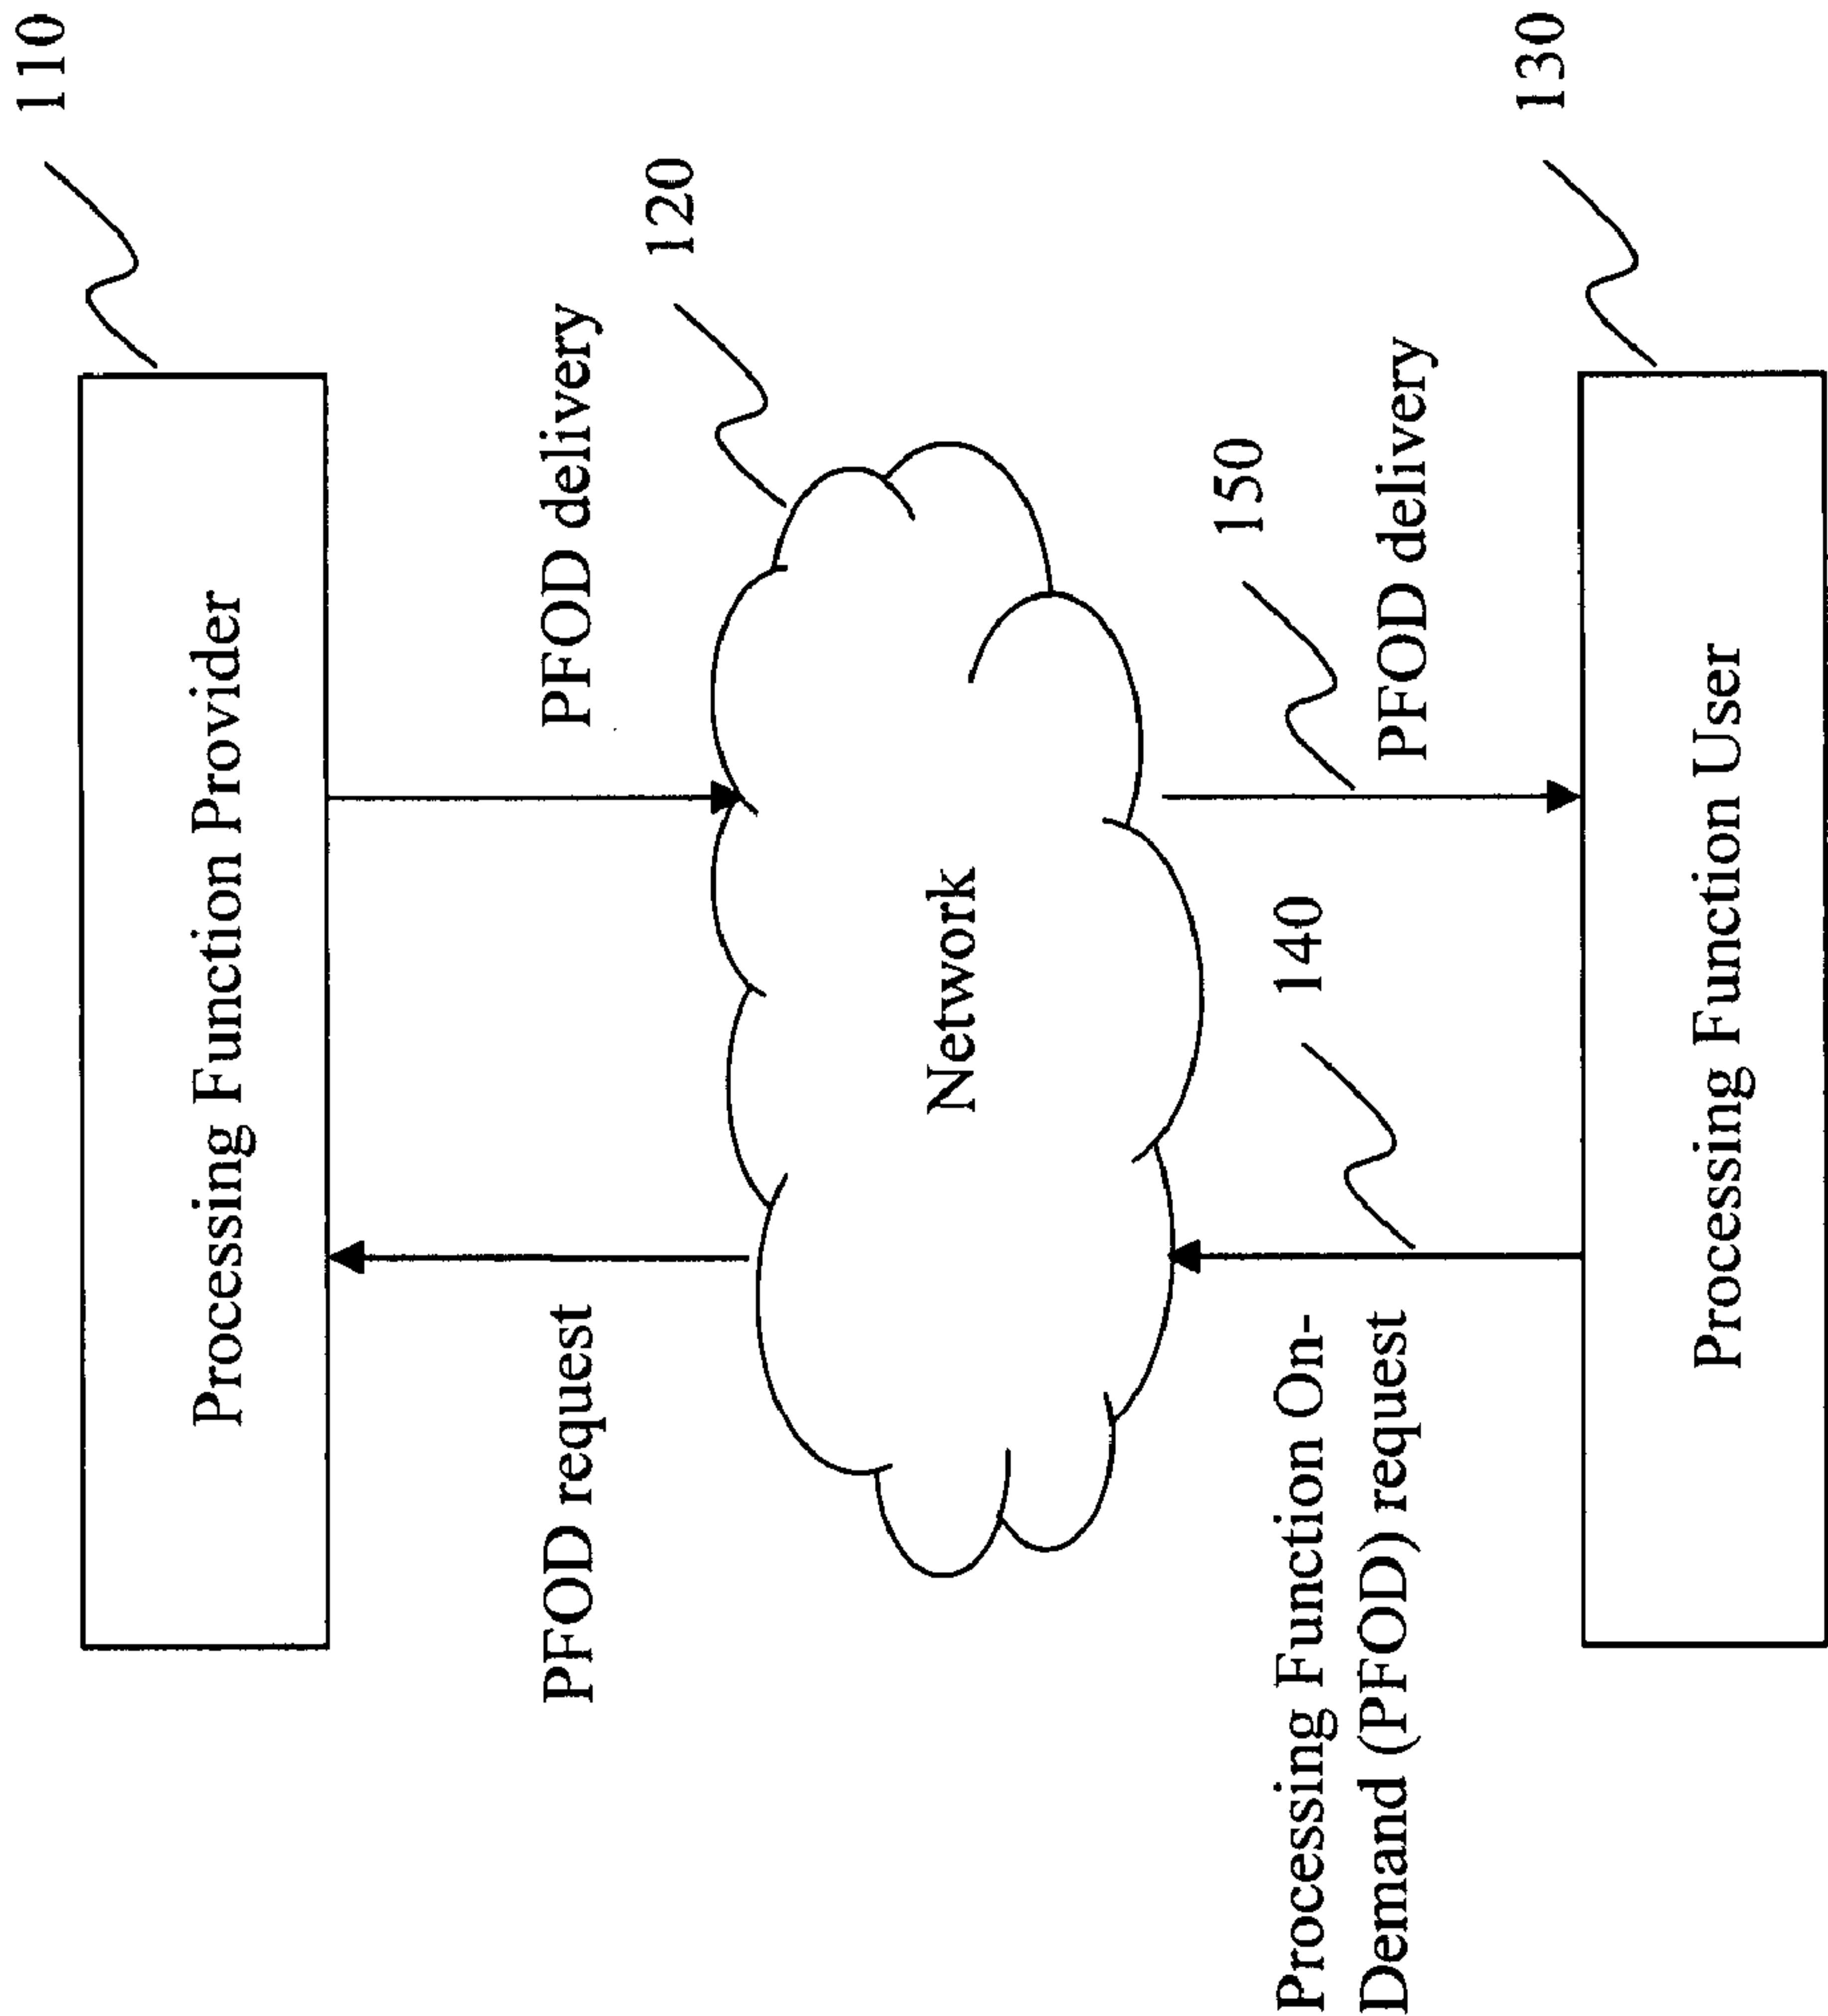 110
Processing Function Provider
PFOD request
PFOD delivery
120
Network
Processing Function On-
Demand (PFOD) request
140
150
PFOD delivery
Processing Function User
130